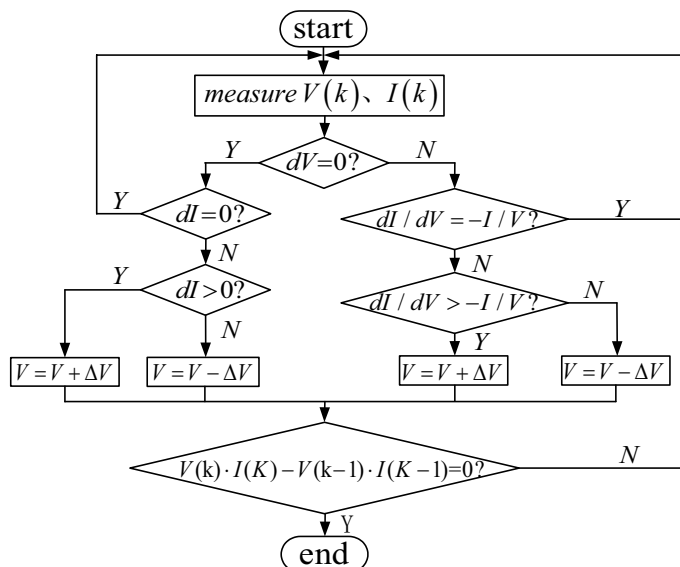 start
measure V(k)、I(k)
Y
dV=0?
N
Y
dI=0?
dI / dV = −I / V?
Y
N
N
Y
dI>0?
dI / dV > −I / V?
N
N
Y
V = V + ΔV
V = V − ΔV
V = V + ΔV
V = V − ΔV
V(k)·I(K)−V(k−1)·I(K−1)=0?
N
Y
end